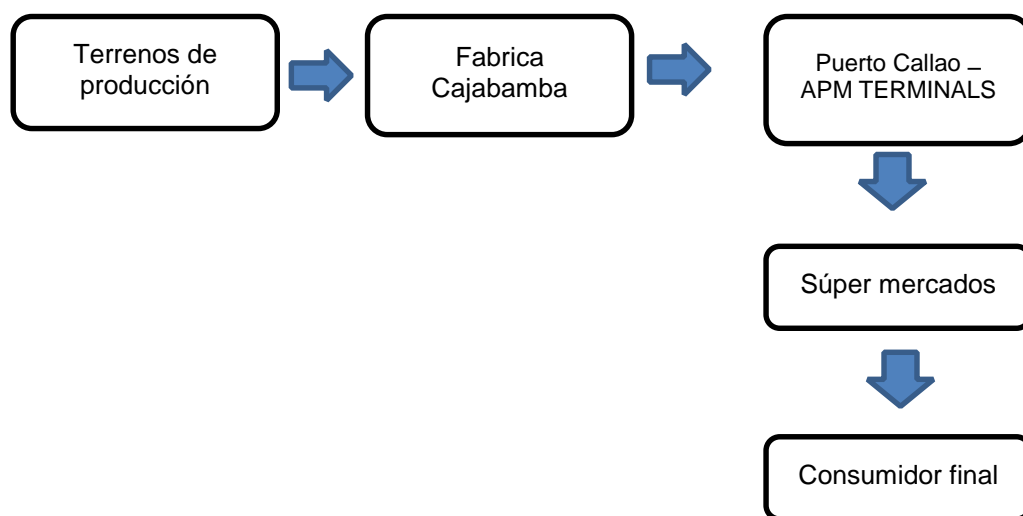 Terrenos de
producción
Fabrica
Cajabamba
Puerto Callao –
APM TERMINALS
Súper mercados
Consumidor final